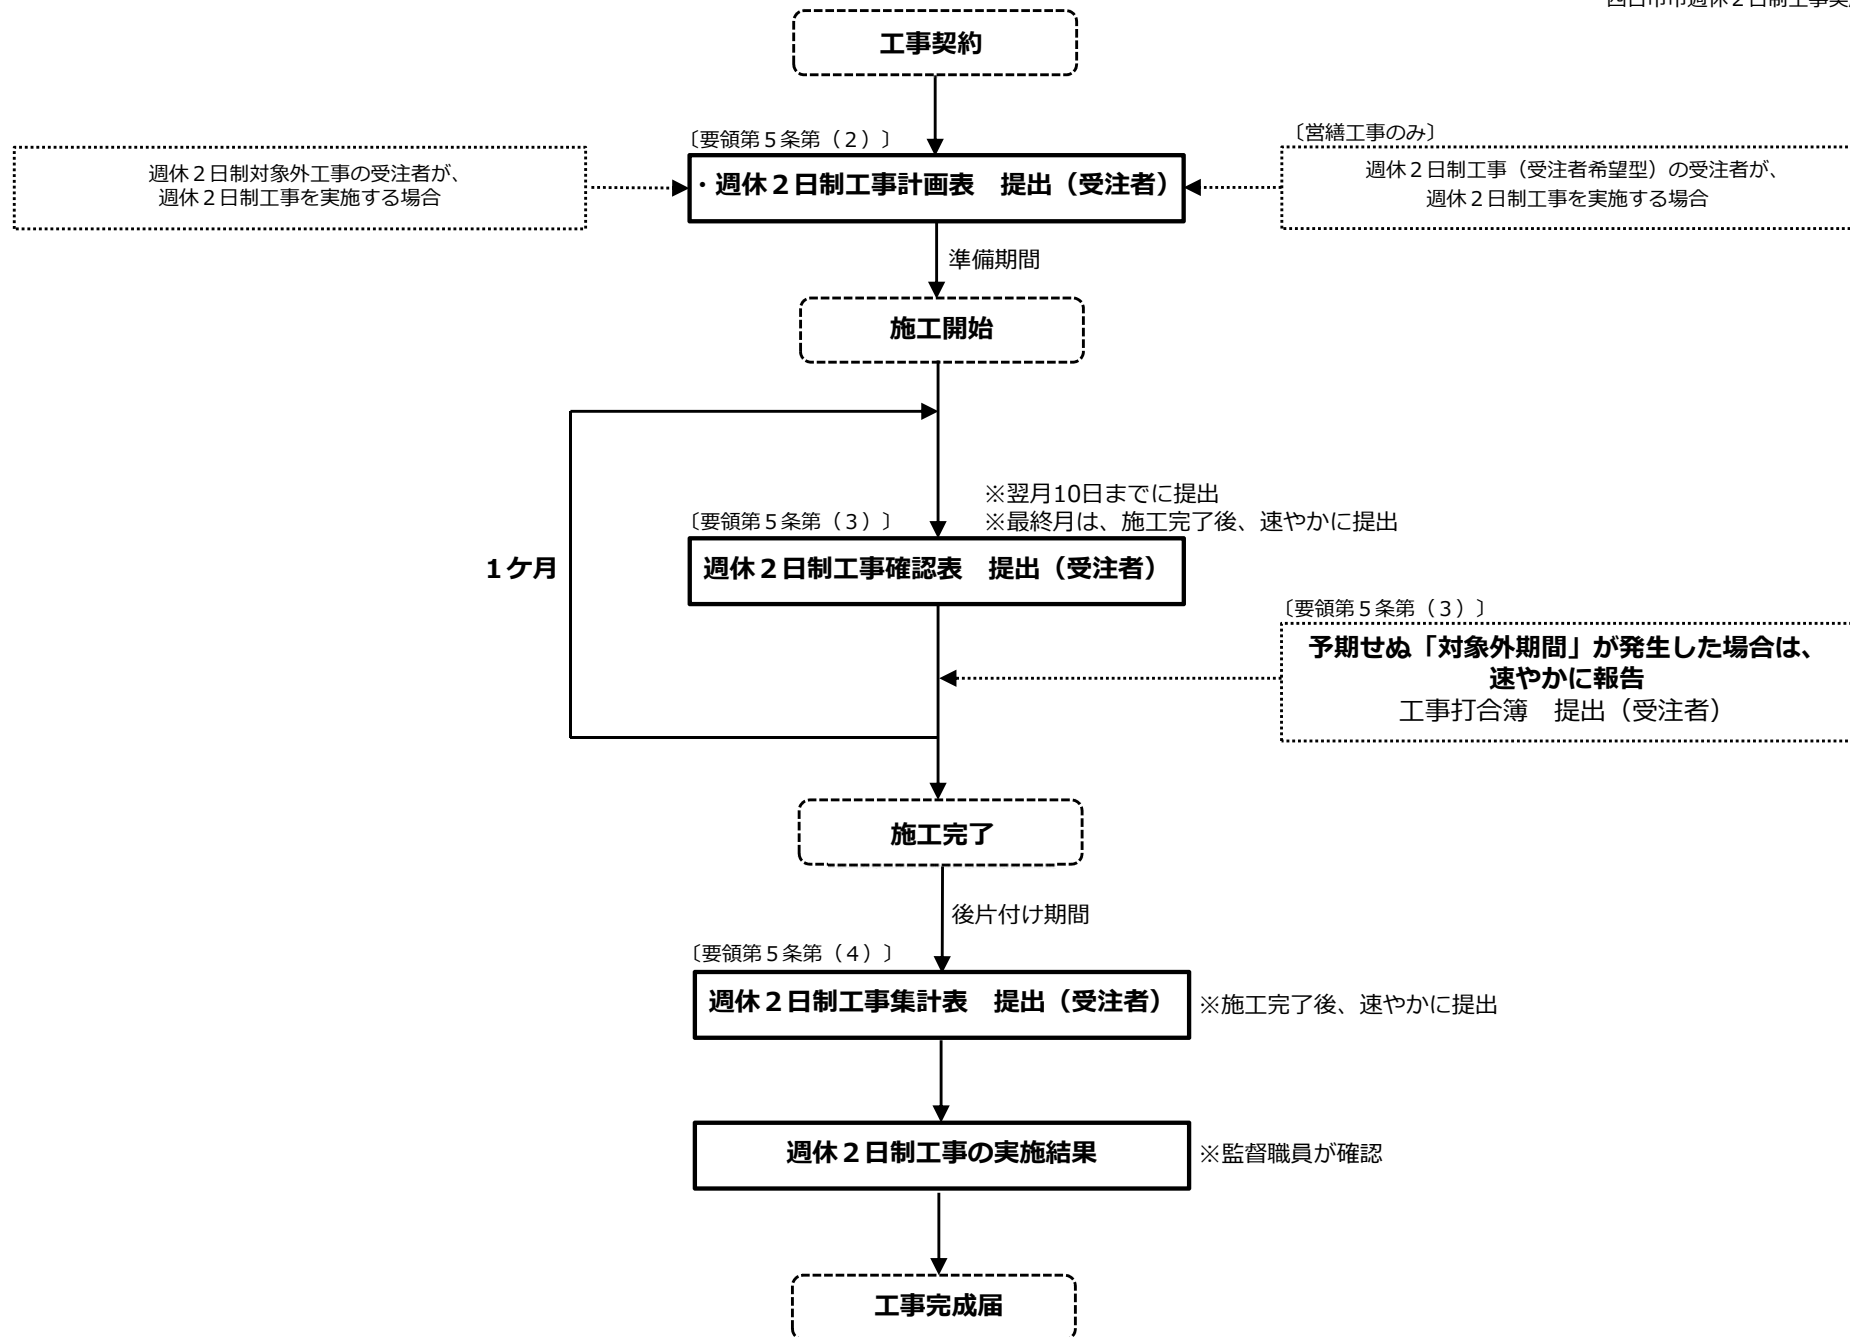 四日市市週休２日制工事実
工事契約
〔要領第５条第（２）〕
〔営繕工事のみ〕
週休２日制対象外工事の受注者が、
週休２日制工事を実施する場合
・週休２日制工事計画表　提出（受注者）
週休２日制工事（受注者希望型）の受注者が、
週休２日制工事を実施する場合
準備期間
施工開始
※翌月10日までに提出
〔要領第５条第（３）〕
※最終月は、施工完了後、速やかに提出
１ケ月
週休２日制工事確認表　提出（受注者）
〔要領第５条第（３）〕
予期せぬ「対象外期間」が発生した場合は、
速やかに報告
工事打合簿　提出（受注者）
施工完了
後片付け期間
〔要領第５条第（４）〕
週休２日制工事集計表　提出（受注者）
※施工完了後、速やかに提出
週休２日制工事の実施結果
※監督職員が確認
工事完成届